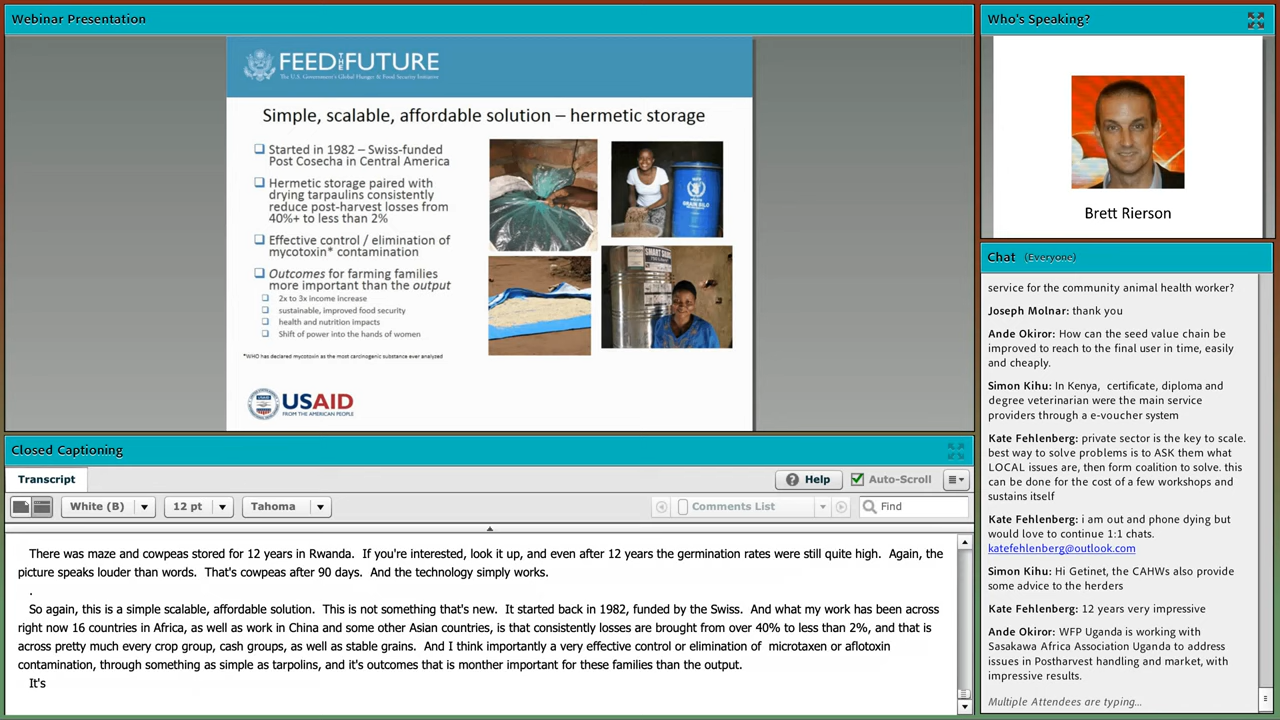 Webinar Presentation
FEED THE FUTURE
The U.S. Government's Global Hunger & Food Security Initiative
Simple, scalable, affordable solution – hermetic storage
Started in 1982 – Swiss-funded
Post Cosecha in Central America
Hermetic storage paired with
drying tarpaulins consistently
reduce post-harvest losses from
40%+ to less than 2%
Effective control / elimination of
mycotoxin* contamination
Outcomes for farming families
more important than the output
2x to 3x income increase
sustainable, improved food security
health and nutrition impacts
Shift of power into the hands of women
*WHO has declared mycotoxin as the most carcinogenic substance ever analyzed
USAID
FROM THE AMERICAN PEOPLE
Who's Speaking?
Brett Rierson
Closed Captioning
Transcript
Help
Auto-Scroll
White (B)
12 pt
Tahoma
Comments List
Find
There was maze and cowpeas stored for 12 years in Rwanda. If you're interested, look it up, and even after 12 years the germination rates were still quite high. Again, the
picture speaks louder than words. That's cowpeas after 90 days. And the technology simply works.
.
So again, this is a simple scalable, affordable solution. This is not something that's new. It started back in 1982, funded by the Swiss. And what my work has been across
right now 16 countries in Africa, as well as work in China and some other Asian countries, is that consistently losses are brought from over 40% to less than 2%, and that is
across pretty much every crop group, cash groups, as well as stable grains. And I think importantly a very effective control or elimination of microtaxen or aflotoxin
contamination, through something as simple as tarpolins, and it's outcomes that is monther important for these families than the output.
It's
Chat (Everyone)
service for the community animal health worker?
Joseph Molnar: thank you
Ande Okiror: How can the seed value chain be
improved to reach to the final user in time, easily
and cheaply.
Simon Kihu: In Kenya, certificate, diploma and
degree veterinarian were the main service
providers through a e-voucher system
Kate Fehlenberg: private sector is the key to scale.
best way to solve problems is to ASK them what
LOCAL issues are, then form coalition to solve. this
can be done for the cost of a few workshops and
sustains itself
Kate Fehlenberg: i am out and phone dying but
would love to continue 1:1 chats.
katefehlenberg@outlook.com
Simon Kihu: Hi Getinet, the CAHWs also provide
some advice to the herders
Kate Fehlenberg: 12 years very impressive
Ande Okiror: WFP Uganda is working with
Sasakawa Africa Association Uganda to address
issues in Postharvest handling and market, with
impressive results.
Multiple Attendees are typing...